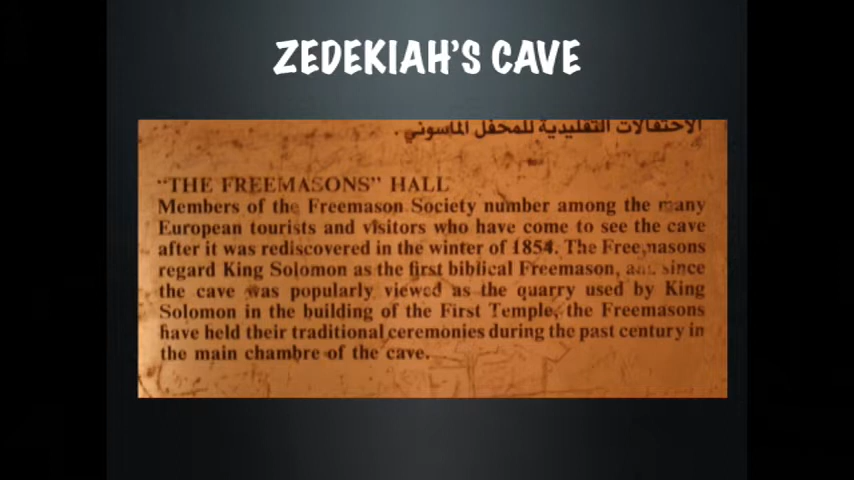 ZEDEKIAH'S CAVE
الاحتفالات التقليدية للمحفل الماسوني .
"THE FREEMASONS" HALL
Members of the Freemason Society number among the many
European tourists and visitors who have come to see the cave
after it was rediscovered in the winter of 1854. The Freemasons
regard King Solomon as the first biblical Freemason, and since
the cave was popularly viewed as the quarry used by King
Solomon in the building of the First Temple, the Freemasons
have held their traditional ceremonies during the past century in
the main chambre of the cave.